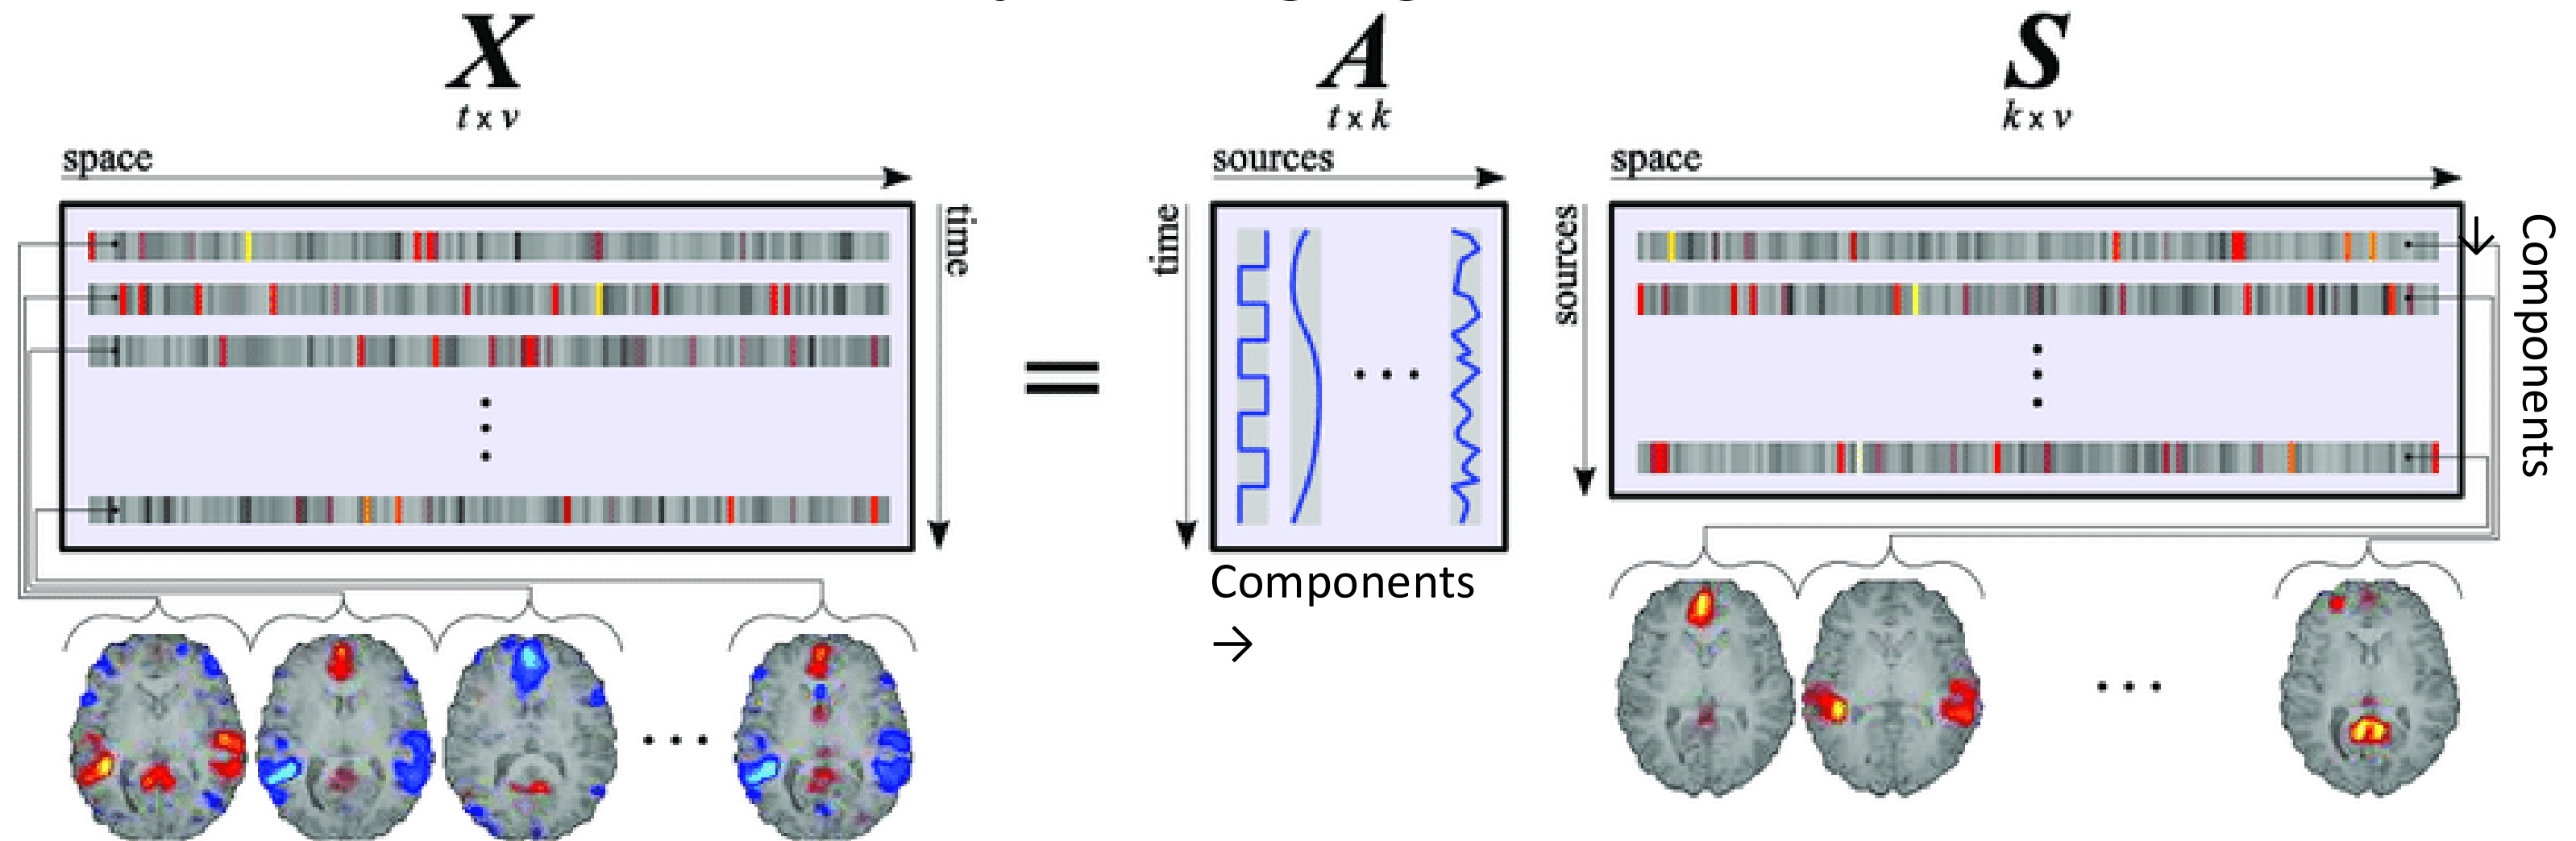 X
t x v
space
time
=
A
t x k
sources
time
Components
→
S
k x v
space
sources
Components